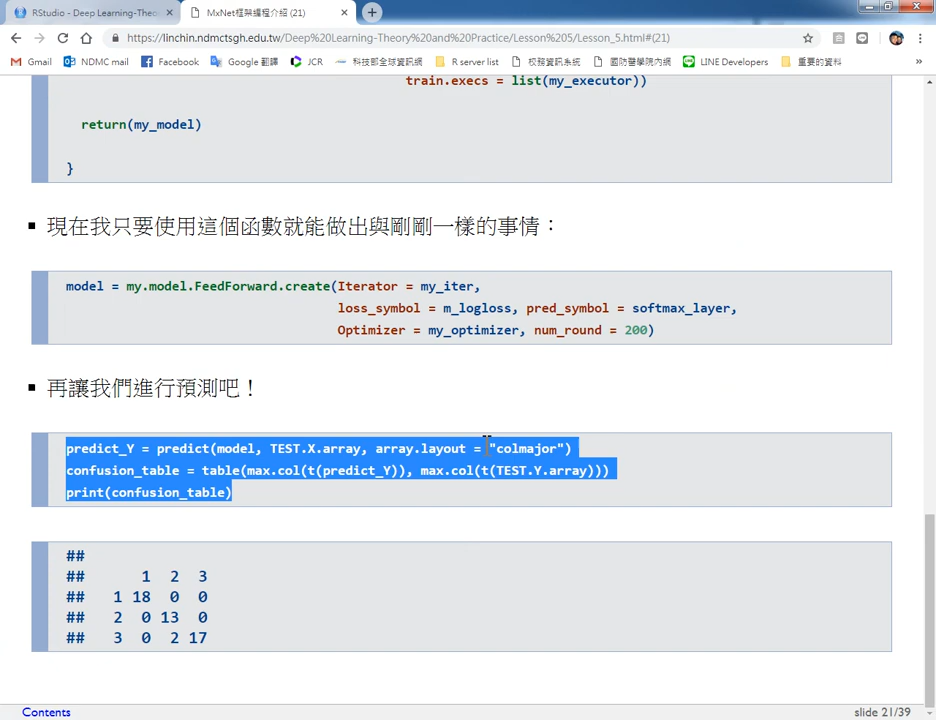 RStudio - Deep Learning-Theo
MxNet框架編程介紹 (21)
https://linchin.ndmctsgh.edu.tw/Deep%20Learning-Theory%20and%20Practice/Lesson%205/Lesson_5.html#(21)
Gmail NDMC mail Facebook Google 翻譯 JCR 科技部全球資訊網 R server list 校務資訊系統 國防醫學院內網 LINE Developers 重要的資料 »
train.execs = list(my_executor))
return(my_model)
}
現在我只要使用這個函數就能做出與剛剛一樣的事情：
model = my.model.FeedForward.create(Iterator = my_iter,
loss_symbol = m_logloss, pred_symbol = softmax_layer,
Optimizer = my_optimizer, num_round = 200)
再讓我們進行預測吧！
predict_Y = predict(model, TEST.X.array, array.layout = "colmajor")
confusion_table = table(max.col(t(predict_Y)), max.col(t(TEST.Y.array)))
print(confusion_table)
##
## 1 2 3
## 1 18 0 0
## 2 0 13 0
## 3 0 2 17
Contents
slide 21/39